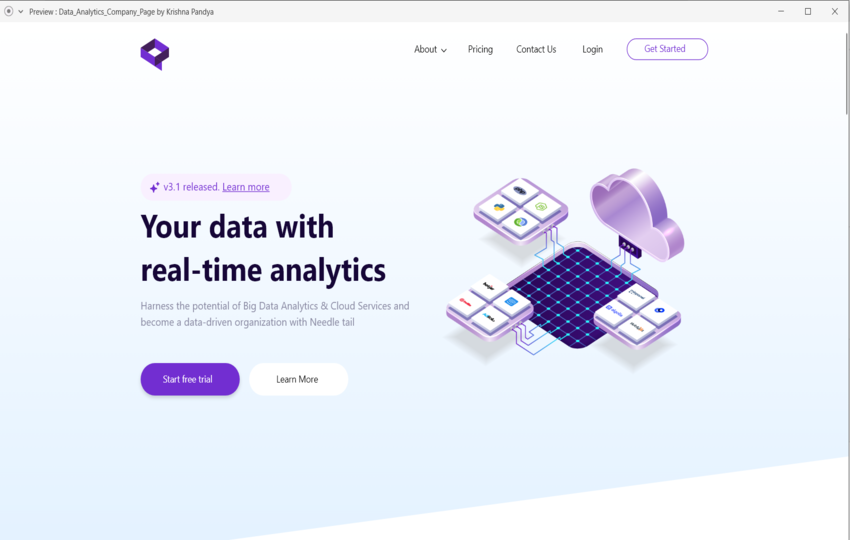 Preview : Data_Analytics_Company_Page by Krishna Pandya
About
Pricing
Contact Us
Login
Get Started
v3.1 released. Learn more
Your data with
real-time analytics
Harness the potential of Big Data Analytics & Cloud Services and
become a data-driven organization with Needle tail
Start free trial
Learn More